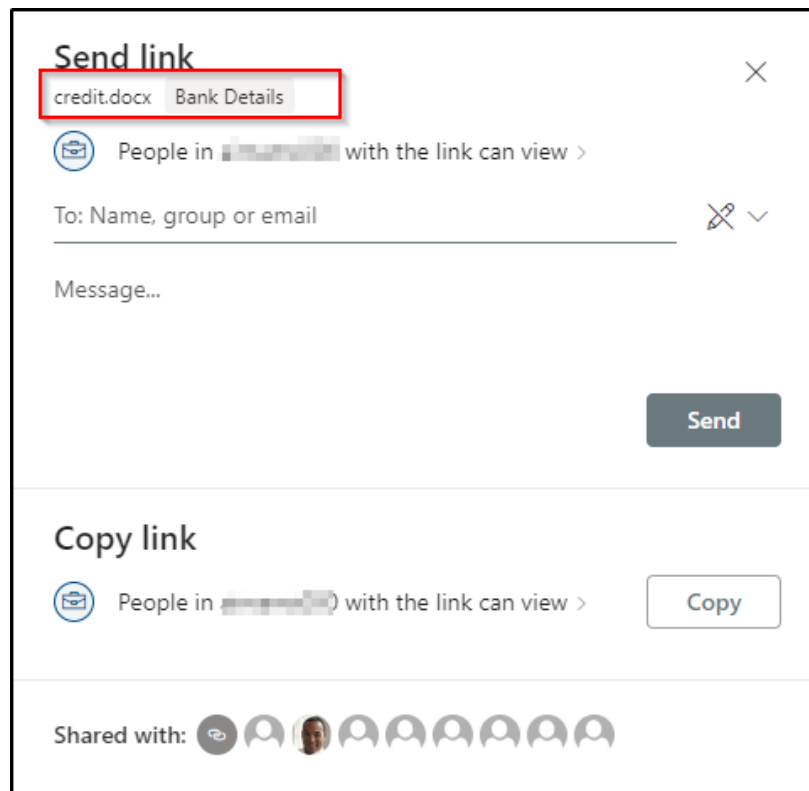 Send link
credit.docx Bank Details
People in with the link can view
To: Name, group or email
Message...
Send
Copy link
People in with the link can view
Copy
Shared with: